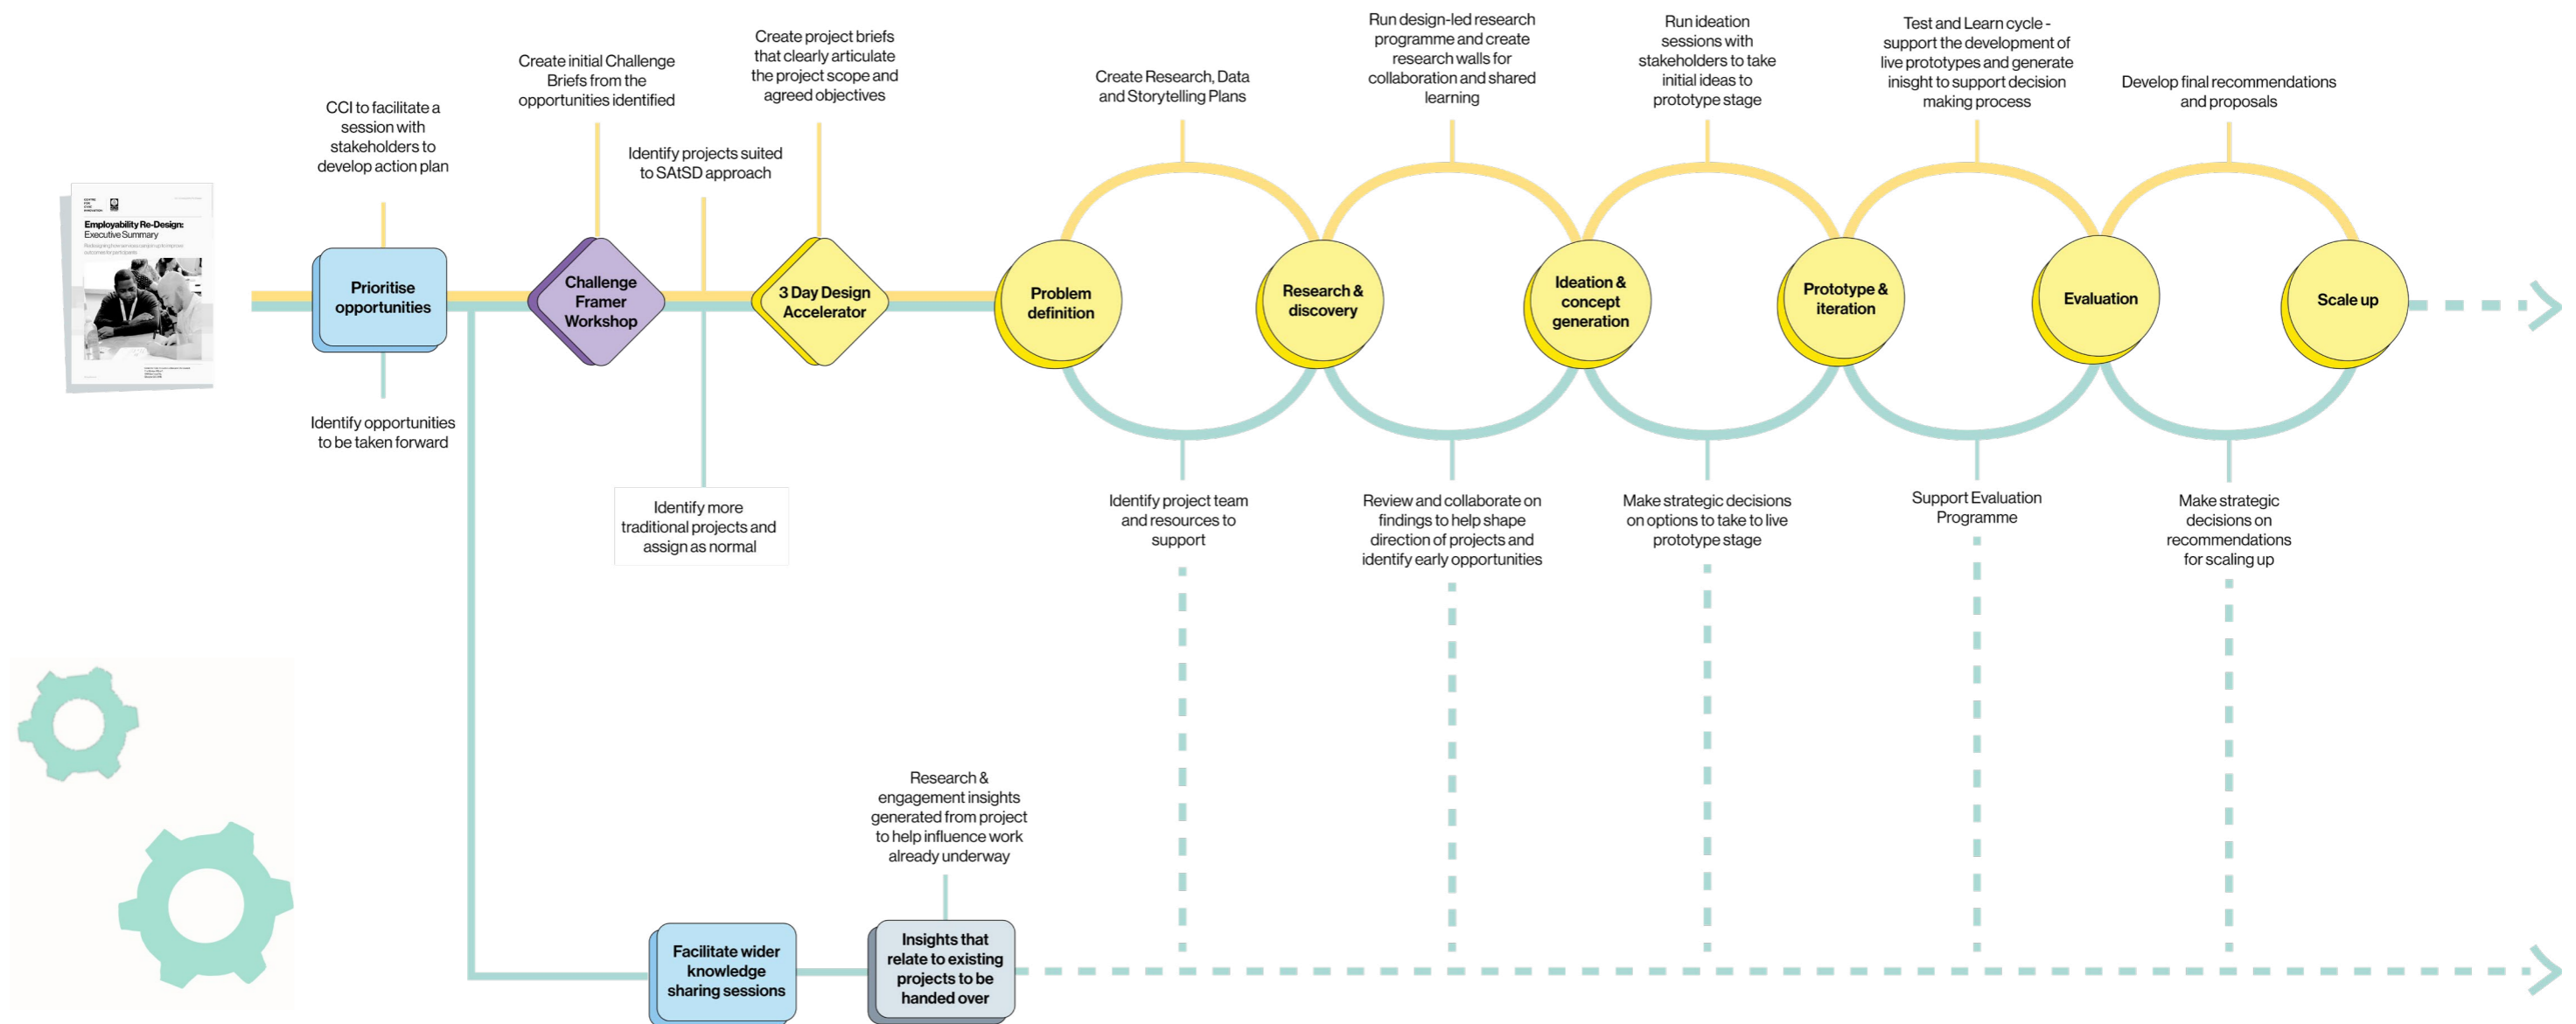 Create project briefs
that clearly articulate
the project scope and
agreed objectives
Create initial Challenge
Briefs from the
opportunities identified
CCI to facilitate a
session with
stakeholders to
develop action plan
Identify projects suited
to SAtSD approach
Create Research, Data
and Storytelling Plans
Run design-led research
programme and create
research walls for
collaboration and shared
learning
Run ideation
sessions with
stakeholders to take
initial ideas to
prototype stage
Test and Learn cycle -
support the development of
live prototypes and generate
inisght to support decision
making process
Develop final recommendations
and proposals
Employability Re-Design:
Executive Summary
Prioritise
opportunities
Challenge
Framer
Workshop
3 Day Design
Accelerator
Problem
definition
Research &
discovery
Ideation &
concept
generation
Prototype &
iteration
Evaluation
Scale up
Identify opportunities
to be taken forward
Identify more
traditional projects and
assign as normal
Identify project team
and resources to
support
Review and collaborate on
findings to help shape
direction of projects and
identify early opportunities
Make strategic decisions
on options to take to live
prototype stage
Support Evaluation
Programme
Make strategic
decisions on
recommendations
for scaling up
Research &
engagement insights
generated from project
to help influence work
already underway
Facilitate wider
knowledge
sharing sessions
Insights that
relate to existing
projects to be
handed over